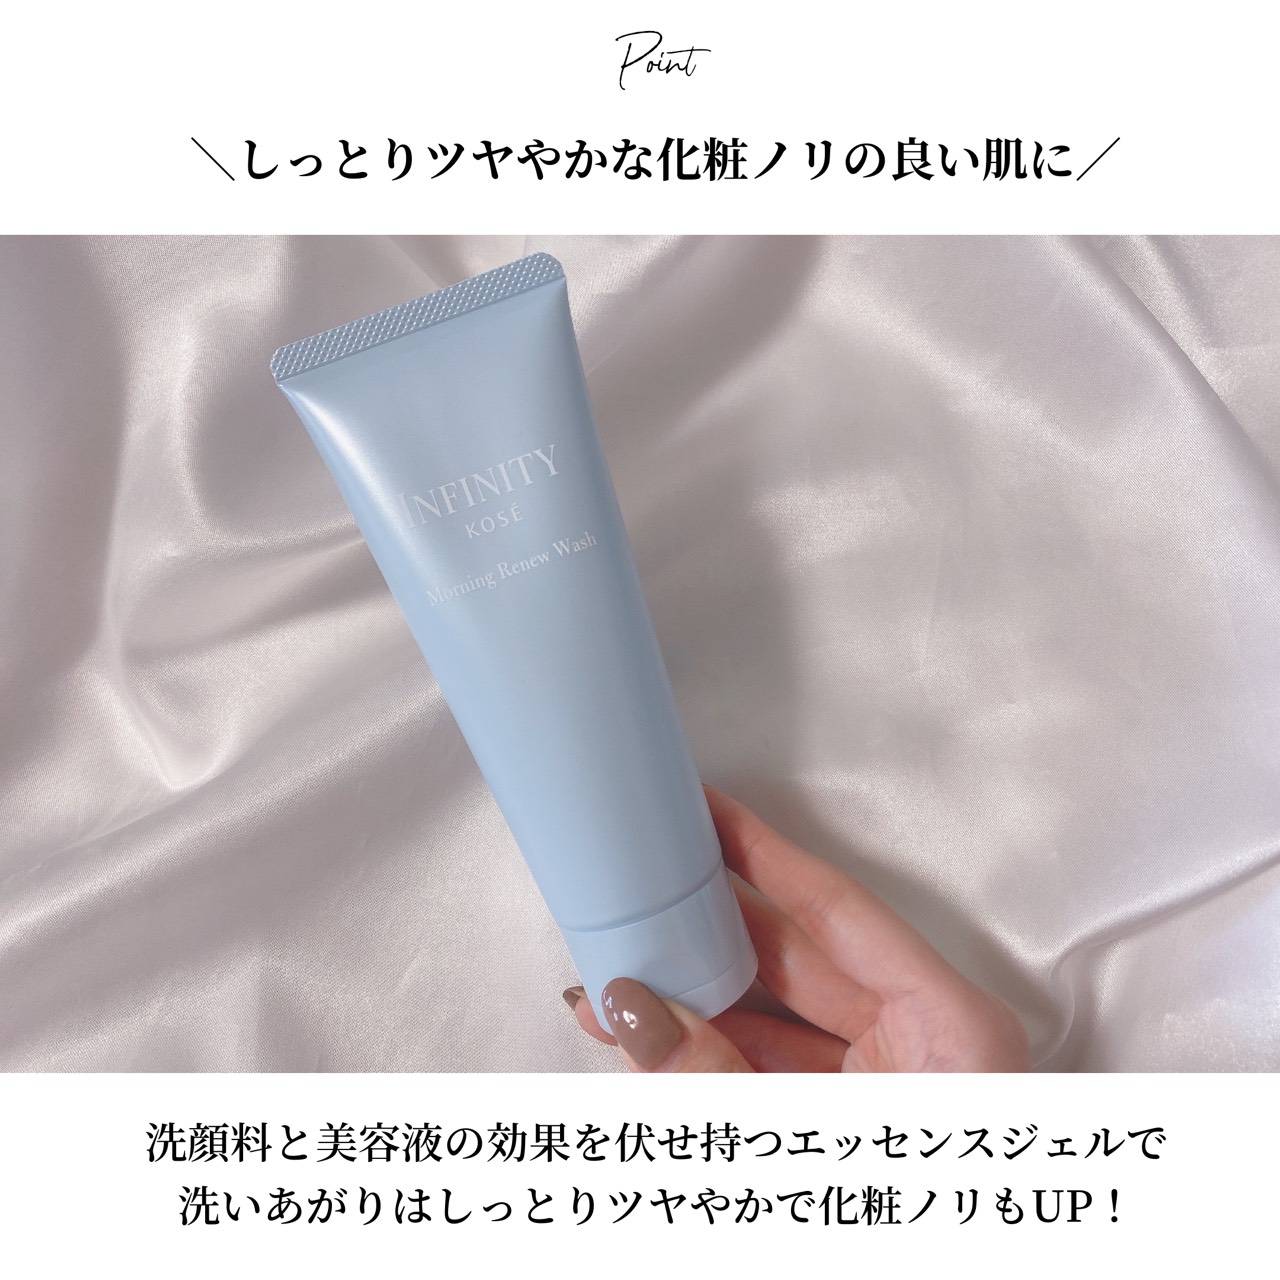 Point
＼しっとりツヤやかな化粧ノリの良い肌に／
INFINITY
KOSÉ
Morning Renew Wash
洗顔料と美容液の効果を伏せ持つエッセンスジェルで
洗いあがりはしっとりツヤやかで化粧ノリもUP！